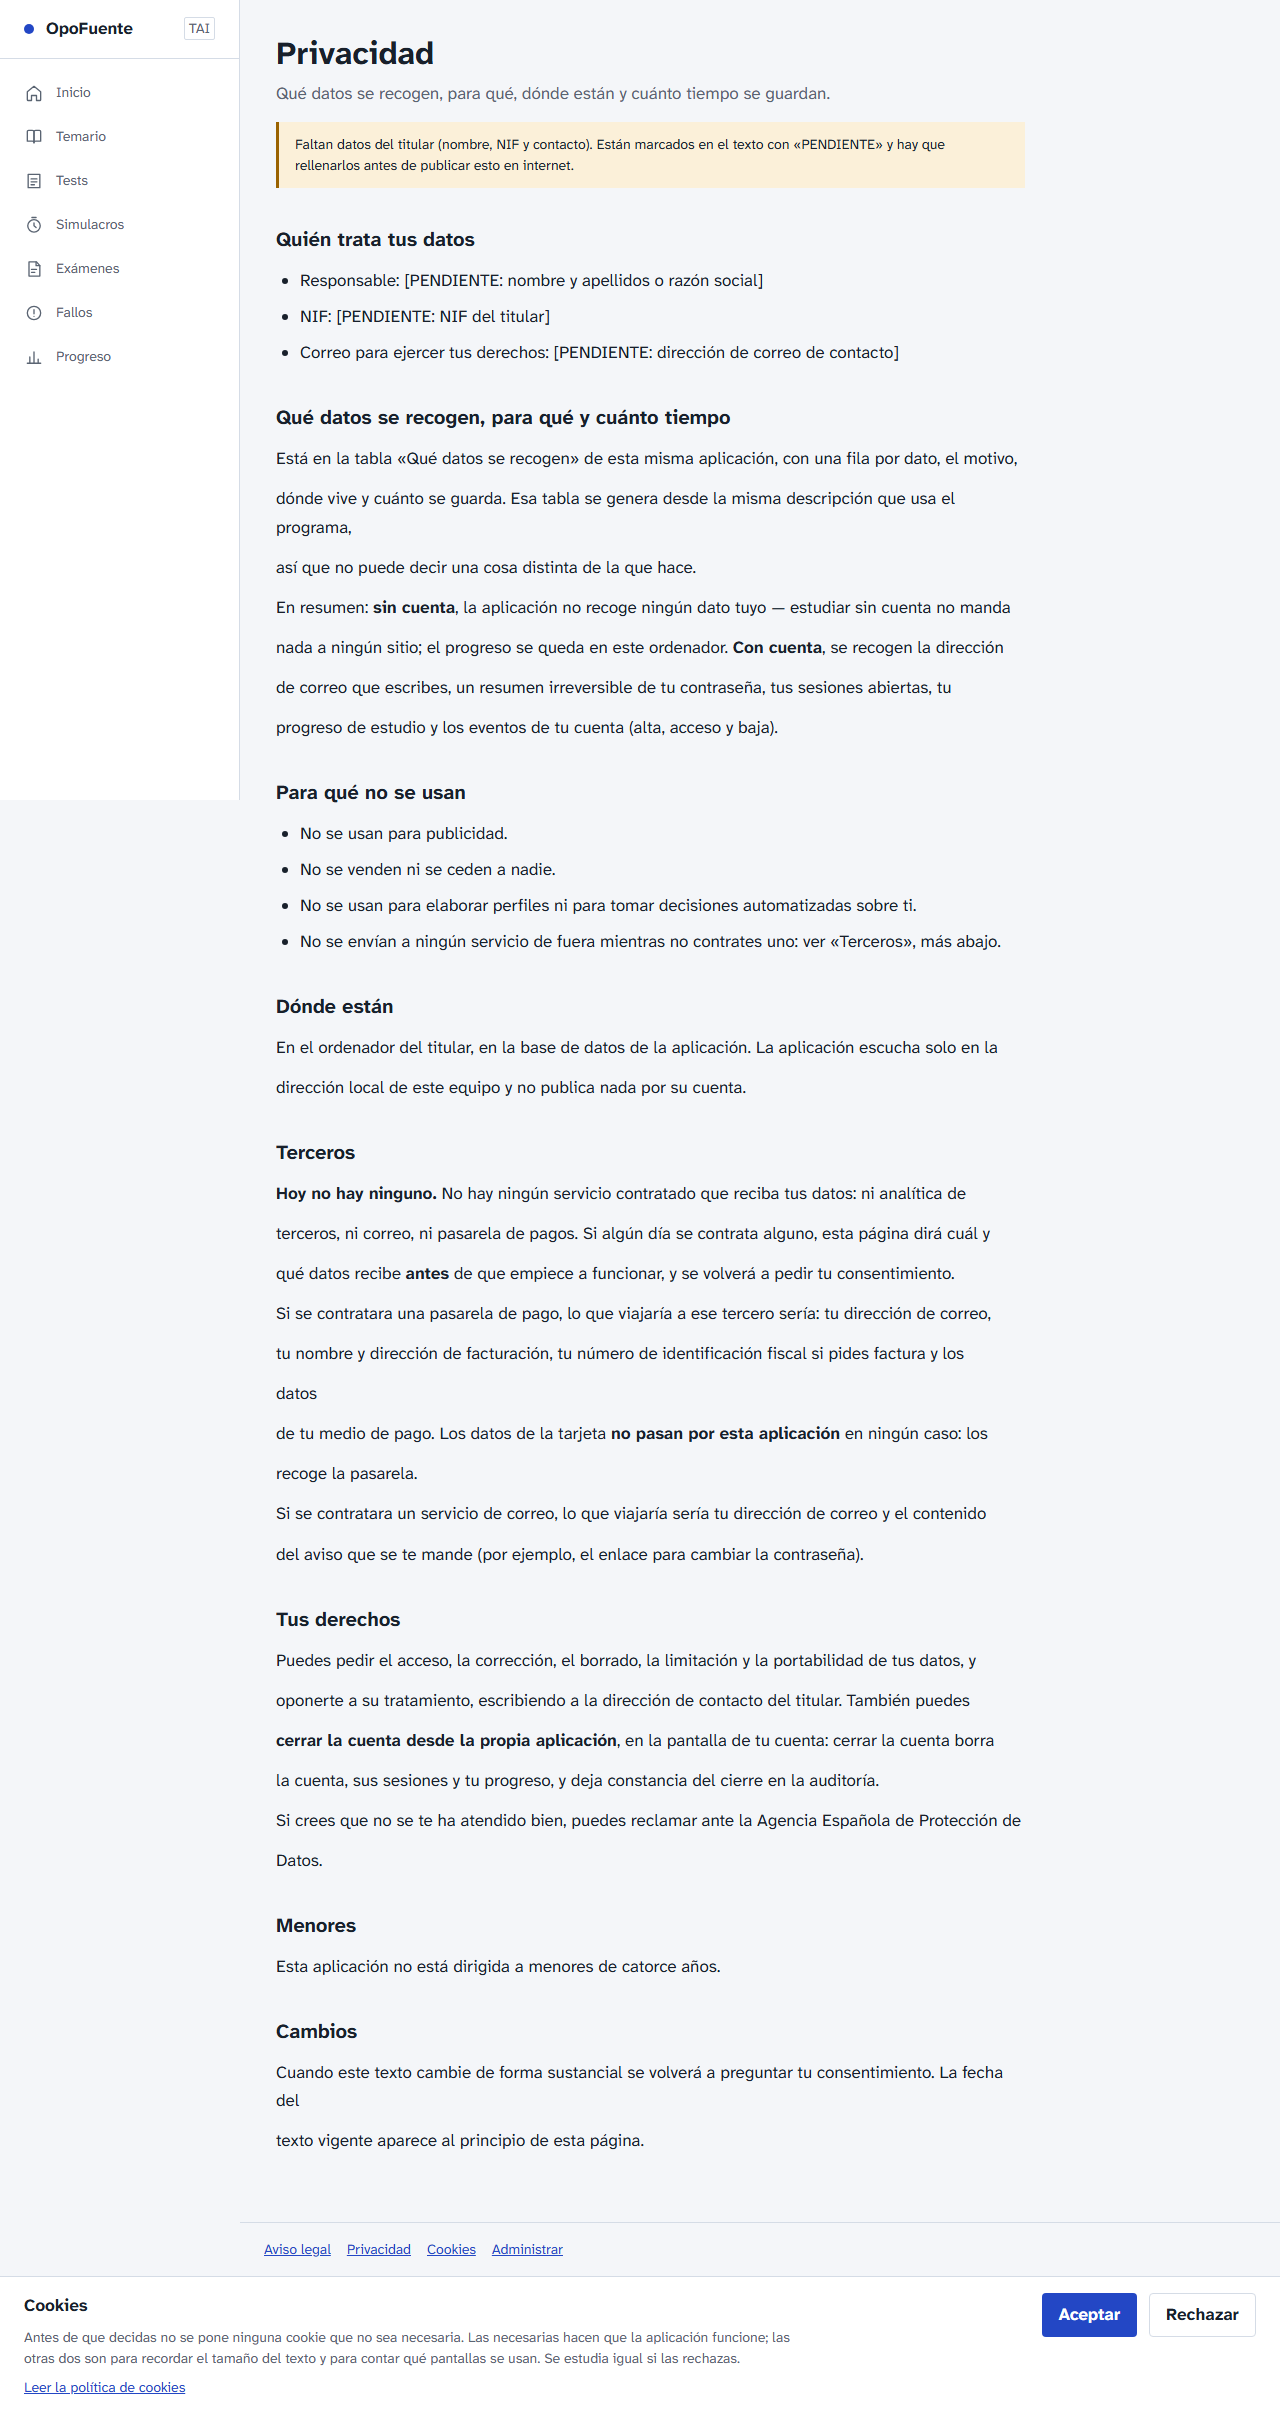 OpoFuente
TAI
Inicio
Temario
Tests
Simulacros
Exámenes
Fallos
Progreso
Privacidad
Qué datos se recogen, para qué, dónde están y cuánto tiempo se guardan.
Faltan datos del titular (nombre, NIF y contacto). Están marcados en el texto con «PENDIENTE» y hay que
rellenarlos antes de publicar esto en internet.
Quién trata tus datos
• Responsable: [PENDIENTE: nombre y apellidos o razón social]
• NIF: [PENDIENTE: NIF del titular]
• Correo para ejercer tus derechos: [PENDIENTE: dirección de correo de contacto]
Qué datos se recogen, para qué y cuánto tiempo
Está en la tabla «Qué datos se recogen» de esta misma aplicación, con una fila por dato, el motivo,
dónde vive y cuánto se guarda. Esa tabla se genera desde la misma descripción que usa el
programa,
así que no puede decir una cosa distinta de la que hace.
En resumen: sin cuenta, la aplicación no recoge ningún dato tuyo — estudiar sin cuenta no manda
nada a ningún sitio; el progreso se queda en este ordenador. Con cuenta, se recogen la dirección
de correo que escribes, un resumen irreversible de tu contraseña, tus sesiones abiertas, tu
progreso de estudio y los eventos de tu cuenta (alta, acceso y baja).
Para qué no se usan
• No se usan para publicidad.
• No se venden ni se ceden a nadie.
• No se usan para elaborar perfiles ni para tomar decisiones automatizadas sobre ti.
• No se envían a ningún servicio de fuera mientras no contrates uno: ver «Terceros», más abajo.
Dónde están
En el ordenador del titular, en la base de datos de la aplicación. La aplicación escucha solo en la
dirección local de este equipo y no publica nada por su cuenta.
Terceros
Hoy no hay ninguno. No hay ningún servicio contratado que reciba tus datos: ni analítica de
terceros, ni correo, ni pasarela de pagos. Si algún día se contrata alguno, esta página dirá cuál y
qué datos recibe antes de que empiece a funcionar, y se volverá a pedir tu consentimiento.
Si se contratara una pasarela de pago, lo que viajaría a ese tercero sería: tu dirección de correo,
tu nombre y dirección de facturación, tu número de identificación fiscal si pides factura y los
datos
de tu medio de pago. Los datos de la tarjeta no pasan por esta aplicación en ningún caso: los
recoge la pasarela.
Si se contratara un servicio de correo, lo que viajaría sería tu dirección de correo y el contenido
del aviso que se te mande (por ejemplo, el enlace para cambiar la contraseña).
Tus derechos
Puedes pedir el acceso, la corrección, el borrado, la limitación y la portabilidad de tus datos, y
oponerte a su tratamiento, escribiendo a la dirección de contacto del titular. También puedes
cerrar la cuenta desde la propia aplicación, en la pantalla de tu cuenta: cerrar la cuenta borra
la cuenta, sus sesiones y tu progreso, y deja constancia del cierre en la auditoría.
Si crees que no se te ha atendido bien, puedes reclamar ante la Agencia Española de Protección de
Datos.
Menores
Esta aplicación no está dirigida a menores de catorce años.
Cambios
Cuando este texto cambie de forma sustancial se volverá a preguntar tu consentimiento. La fecha
del
texto vigente aparece al principio de esta página.
Aviso legal Privacidad Cookies Administrar
Cookies
Antes de que decidas no se pone ninguna cookie que no sea necesaria. Las necesarias hacen que la aplicación funcione; las
otras dos son para recordar el tamaño del texto y para contar qué pantallas se usan. Se estudia igual si las rechazas.
Leer la política de cookies
Aceptar
Rechazar